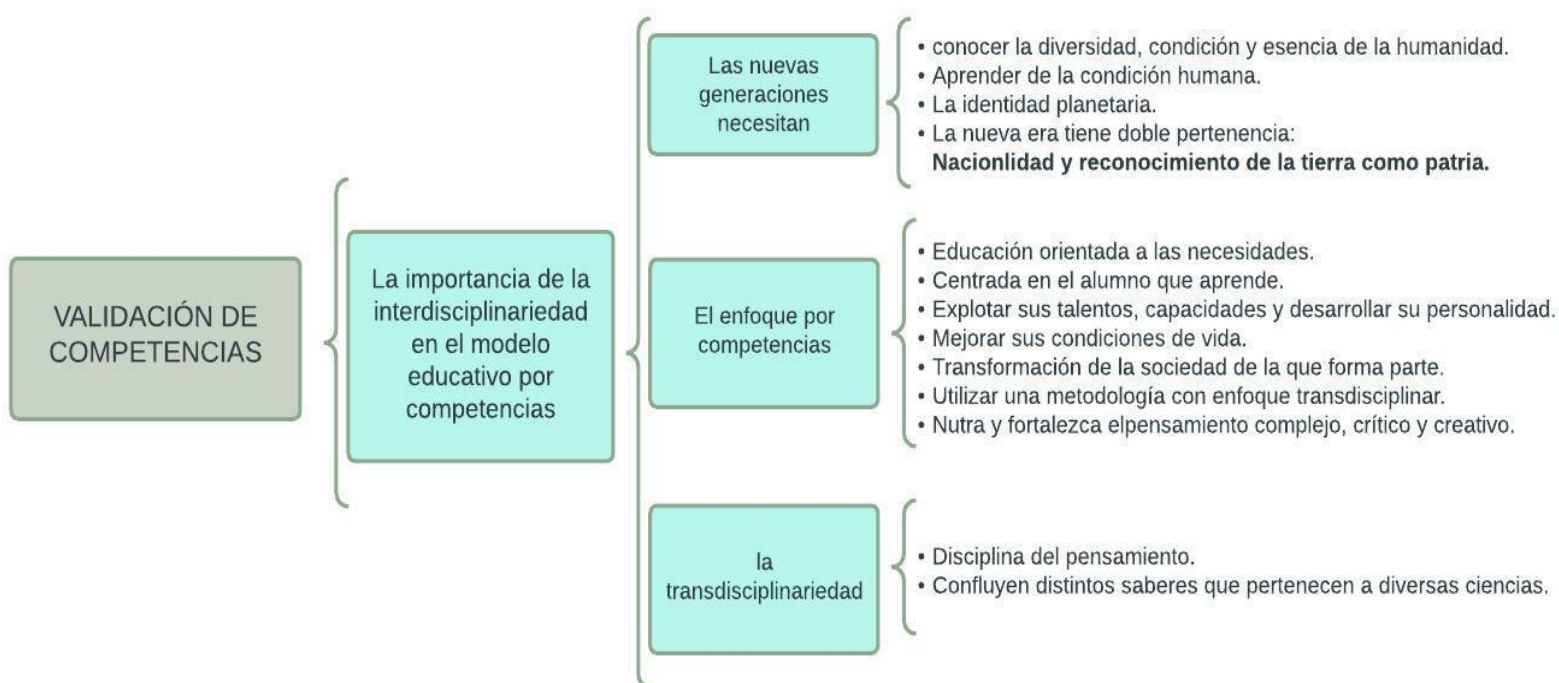 VALIDACIÓN DE
COMPETENCIAS
La importancia de la
interdisciplinariedad
en el modelo
educativo por
competencias
Las nuevas
generaciones
necesitan
• conocer la diversidad, condición y esencia de la humanidad.
• Aprender de la condición humana.
• La identidad planetaria.
• La nueva era tiene doble pertenencia:
Nacionlidad y reconocimiento de la tierra como patria.
El enfoque por
competencias
• Educación orientada a las necesidades.
• Centrada en el alumno que aprende.
• Explotar sus talentos, capacidades y desarrollar su personalidad.
• Mejorar sus condiciones de vida.
• Transformación de la sociedad de la que forma parte.
• Utilizar una metodología con enfoque transdisciplinar.
• Nutra y fortalezca elpensamiento complejo, crítico y creativo.
la
transdisciplinariedad
• Disciplina del pensamiento.
• Confluyen distintos saberes que pertenecen a diversas ciencias.